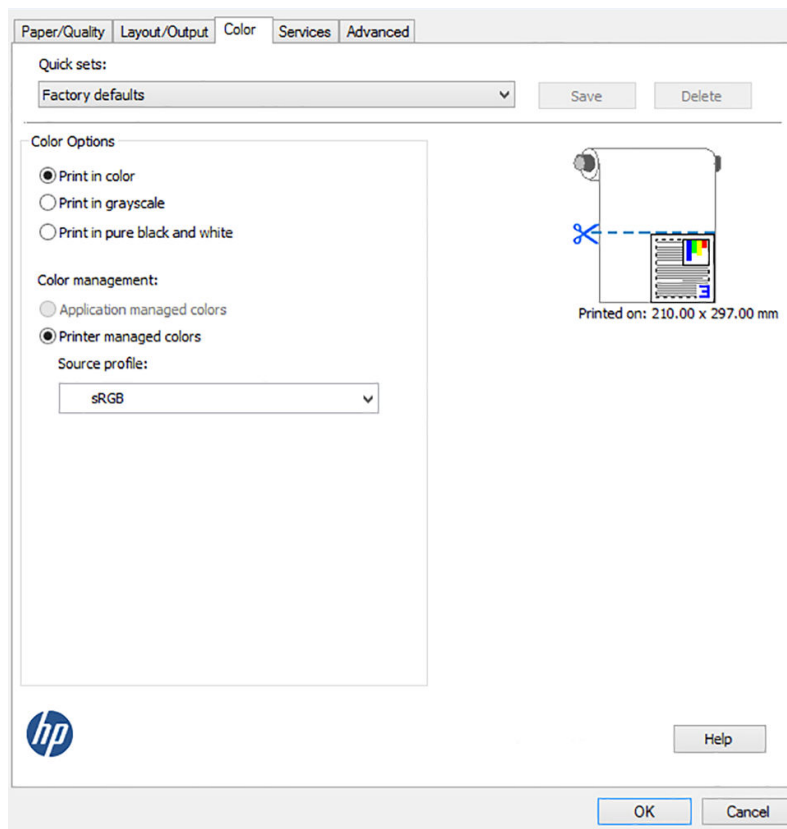 Paper/Quality Layout/Output Color Services Advanced
Quick sets:
Factory defaults Save Delete
Color Options
Print in color
Print in grayscale
Print in pure black and white
Color management:
Application managed colors
Printer managed colors
Source profile:
sRGB
Printed on: 210.00 x 297.00 mm
hp
Help
OK Cancel